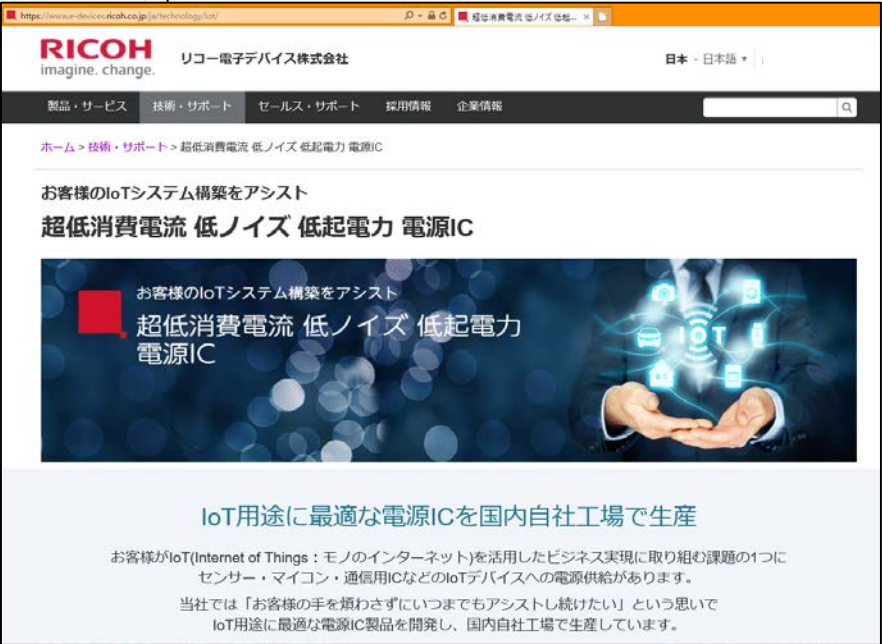 https://www.e-devices.ricoh.co.jp/ja/technology/iot/
超低消費電流 低ノイズ 低起...
RICOH
imagine. change.
リコー電子デバイス株式会社
日本 - 日本語
製品・サービス 技術・サポート セールス・サポート 採用情報 企業情報
ホーム > 技術・サポート > 超低消費電流 低ノイズ 低起電力 電源IC
お客様のIoTシステム構築をアシスト
超低消費電流 低ノイズ 低起電力 電源IC
お客様のIoTシステム構築をアシスト
超低消費電流 低ノイズ 低起電力
電源IC
IOT
IoT用途に最適な電源ICを国内自社工場で生産
お客様がIoT(Internet of Things：モノのインターネット)を活用したビジネス実現に取り組む課題の1つに
センサー・マイコン・通信用ICなどのIoTデバイスへの電源供給があります。
当社では「お客様の手を煩わさずにいつまでもアシストし続けたい」という思いで
IoT用途に最適な電源IC製品を開発し、国内自社工場で生産しています。